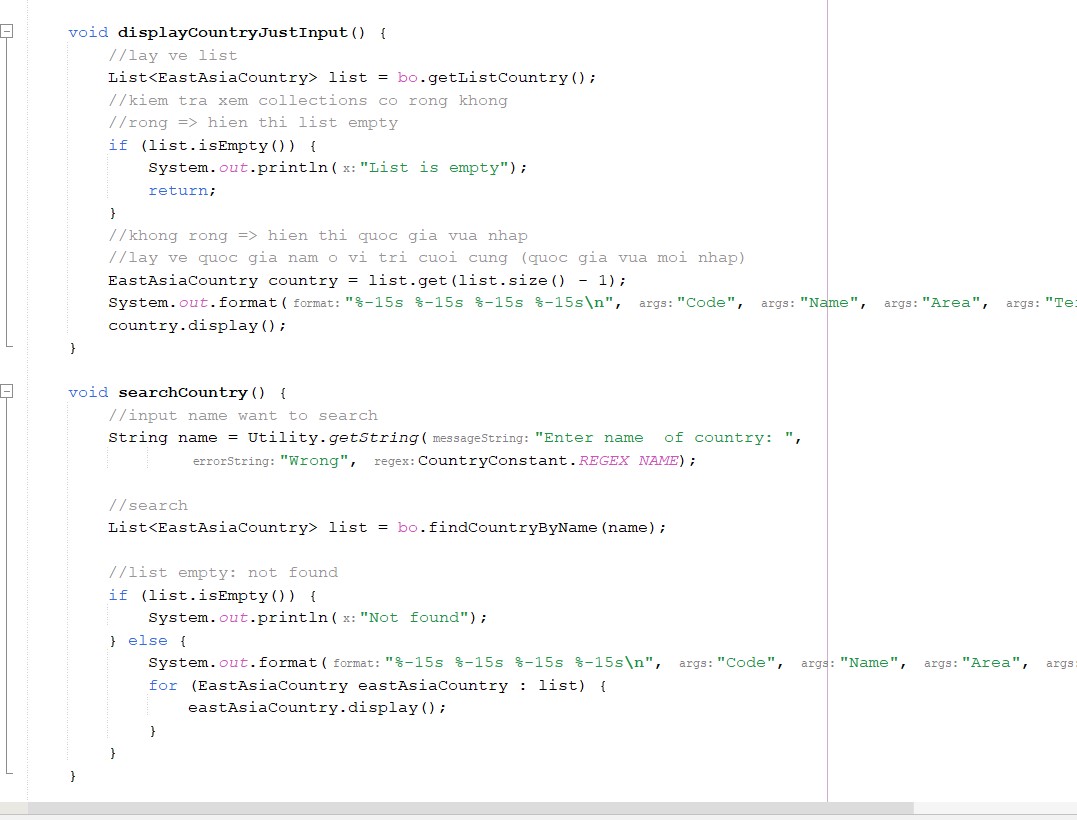 void displayCountryJustInput() {
//lay ve list
List<EastAsiaCountry> list = bo.getListCountry();
//kiem tra xem collections co rong khong
//rong => hien thi list empty
if (list.isEmpty()) {
System.out.println( x: "List is empty");
return;
}
//khong rong => hien thi quoc gia vua nhap
//lay ve quoc gia nam o vi tri cuoi cung (quoc gia vua moi nhap)
EastAsiaCountry country = list.get(list.size() - 1);
System.out.format( format: "%-15s %-15s %-15s %-15s\n", args: "Code", args: "Name", args: "Area", args:
country.display();
}
void searchCountry() {
//input name want to search
String name = Utility.getString( messageString: "Enter name  of country: ",
errorString: "Wrong", regex: CountryConstant.REGEX_NAME);
//search
List<EastAsiaCountry> list = bo.findCountryByName(name);
//list empty: not found
if (list.isEmpty()) {
System.out.println( x: "Not found");
} else {
System.out.format( format: "%-15s %-15s %-15s %-15s\n", args: "Code", args: "Name", args: "Area", args:
for (EastAsiaCountry eastAsiaCountry : list) {
eastAsiaCountry.display();
}
}
}